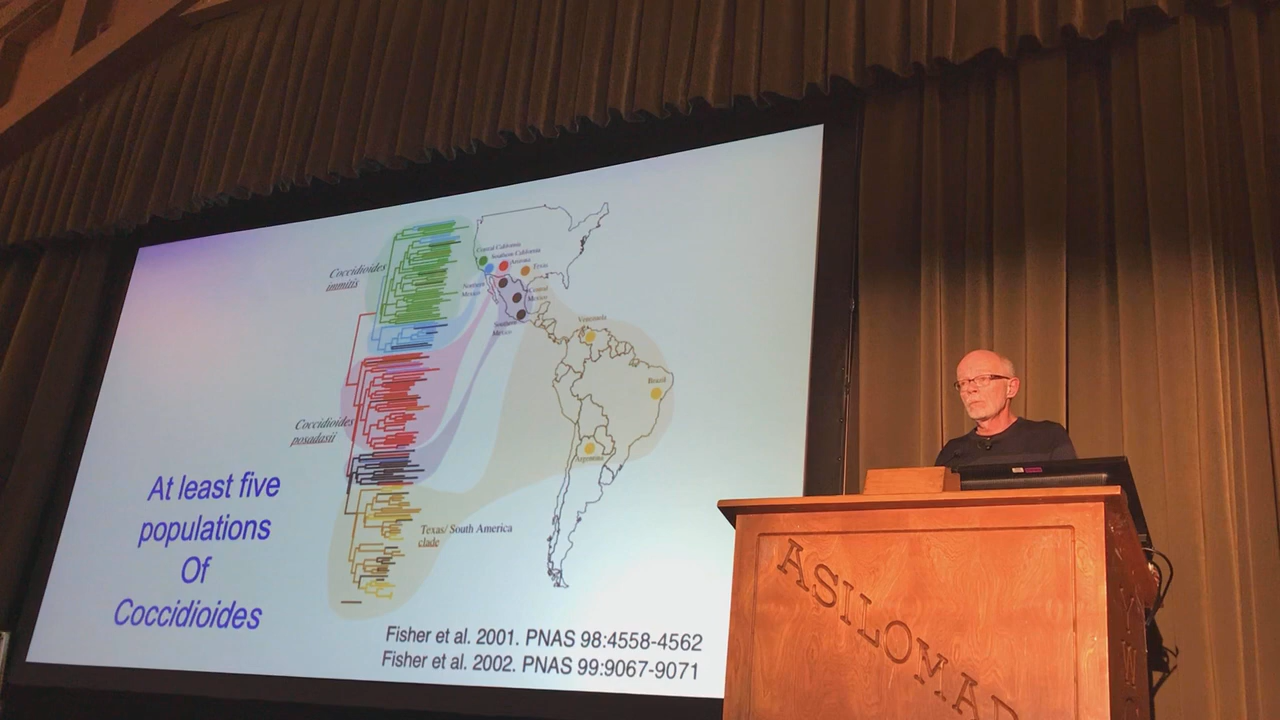 Coccidioides
immitis
Central California
Southern California
Arizona
Texas
Northern
Mexico
Central
Mexico
Southern
Mexico
Venezuela
Brazil
Argentina
Coccidioides
posadasii
Texas/ South America
clade
At least five
populations
Of
Coccidioides
Fisher et al. 2001. PNAS 98:4558-4562
Fisher et al. 2002. PNAS 99:9067-9071
ASILOMAR